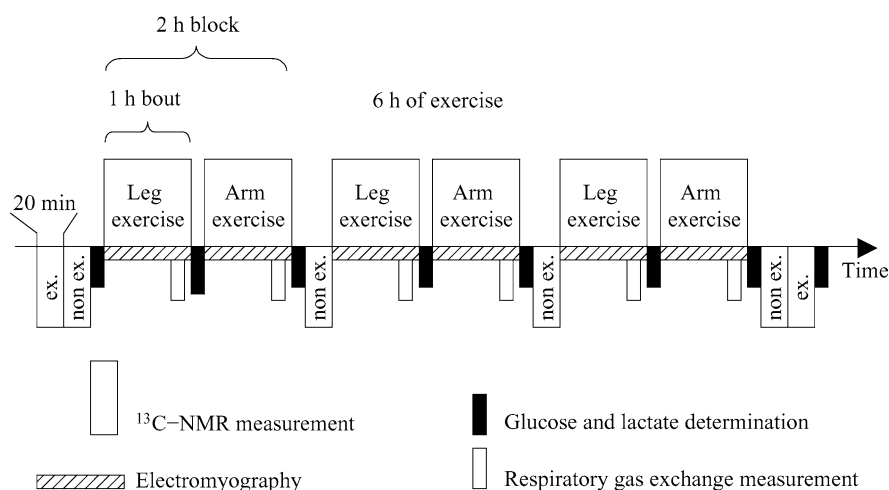 2 h block
1 h bout
6 h of exercise
Leg
exercise
Arm
exercise
Leg
exercise
Arm
exercise
Leg
exercise
Arm
exercise
20 min
ex.
non ex.
non ex.
non ex.
non ex.
ex.
Time
¹³C−NMR measurement
Glucose and lactate determination
Electromyography
Respiratory gas exchange measurement